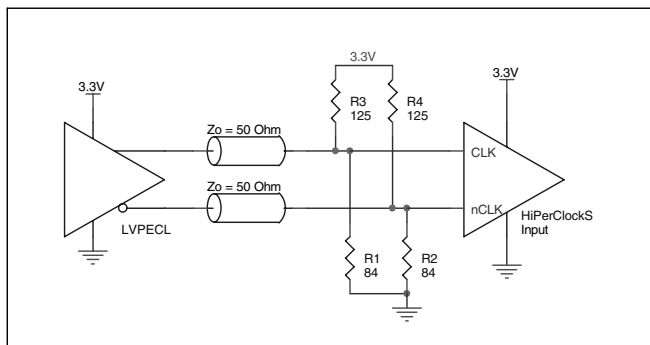 3.3V
3.3V
3.3V
R3
125
R4
125
Zo = 50 Ohm
CLK
Zo = 50 Ohm
nCLK
HiPerClockS
Input
LVPECL
R1
84
R2
84